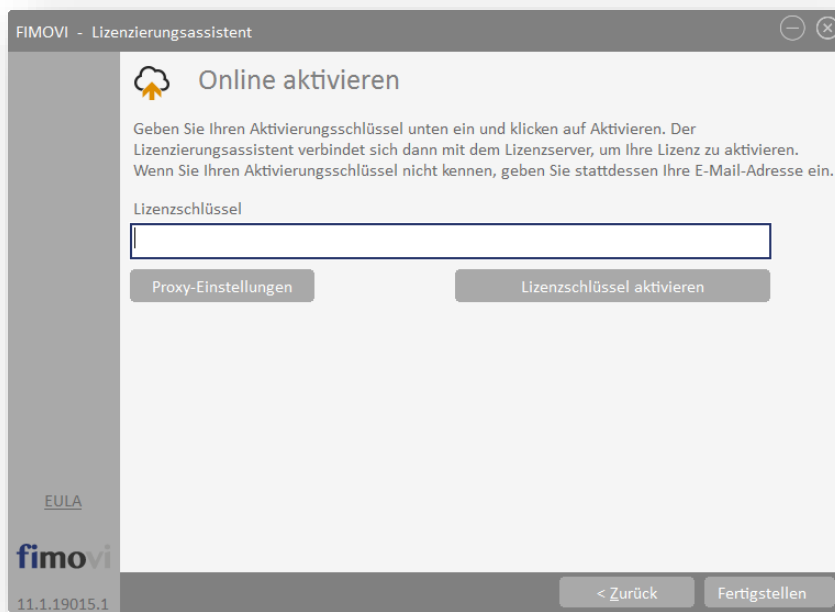 FIMOVI - Lizenzierungsassistent
Online aktivieren
Geben Sie Ihren Aktivierungsschlüssel unten ein und klicken auf Aktivieren. Der
Lizenzierungsassistent verbindet sich dann mit dem Lizenzserver, um Ihre Lizenz zu aktivieren.
Wenn Sie Ihren Aktivierungsschlüssel nicht kennen, geben Sie stattdessen Ihre E-Mail-Adresse ein.
Lizenzschlüssel
Proxy-Einstellungen
Lizenzschlüssel aktivieren
EULA
fimovi
11.1.19015.1
< Zurück
Fertigstellen